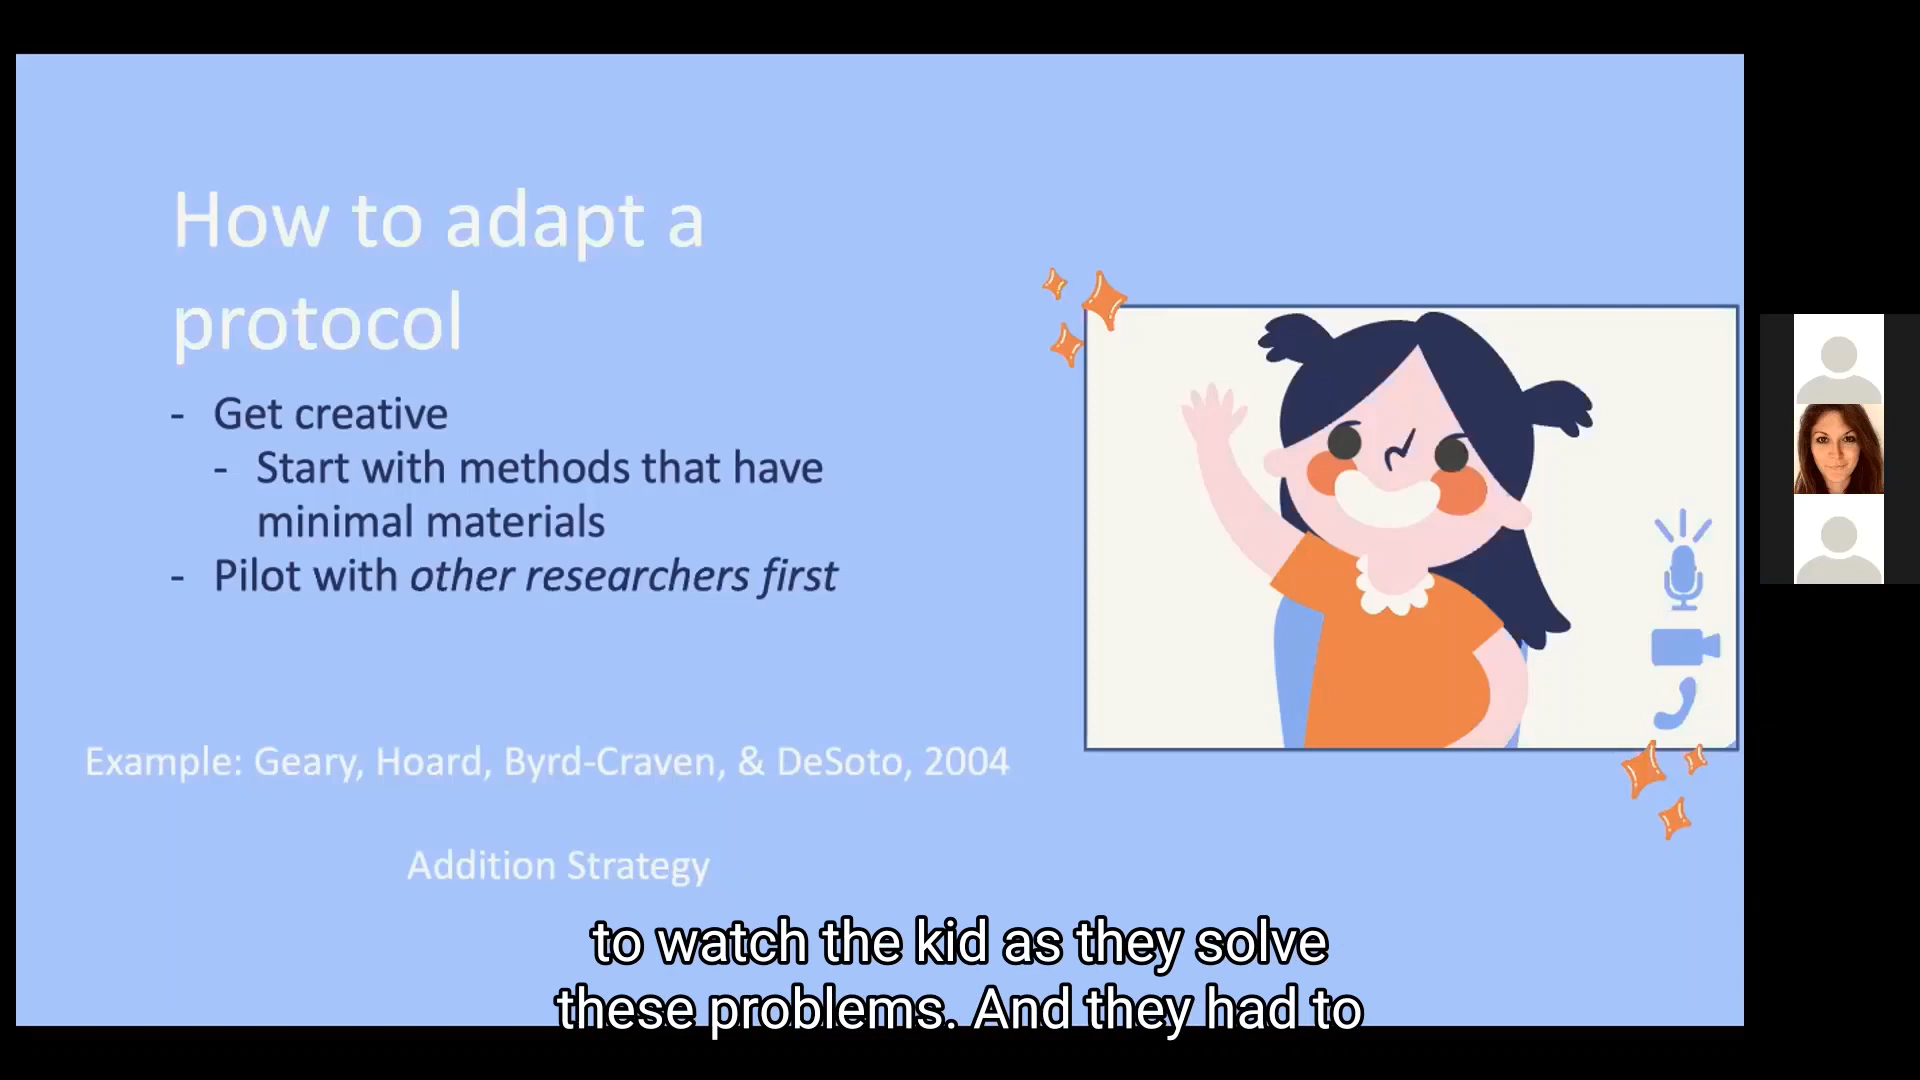 How to adapt a
protocol
- Get creative
- Start with methods that have
minimal materials
- Pilot with other researchers first
Example: Geary, Hoard, Byrd-Craven, & DeSoto, 2004
Addition Strategy
to watch the kid as they solve
these problems. And they had to